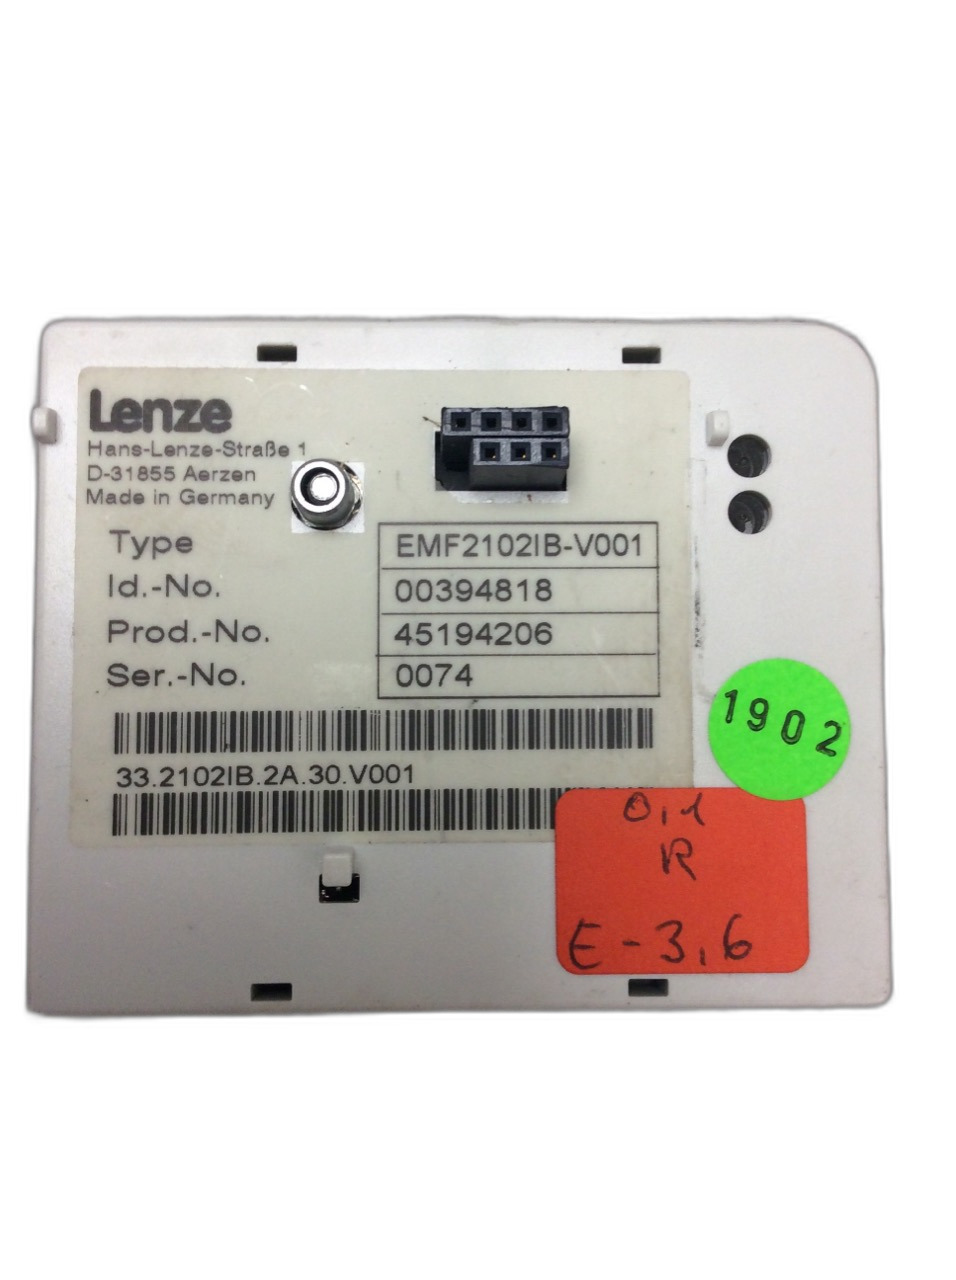 Lenze
Hans-Lenze-Straße 1
D-31855 Aerzen
Made in Germany
Type EMF2102IB-V001
Id.-No. 00394818
Prod.-No. 45194206
Ser.-No. 0074
33.2102IB.2A.30.V001
1902
0,1
R
E-3,6